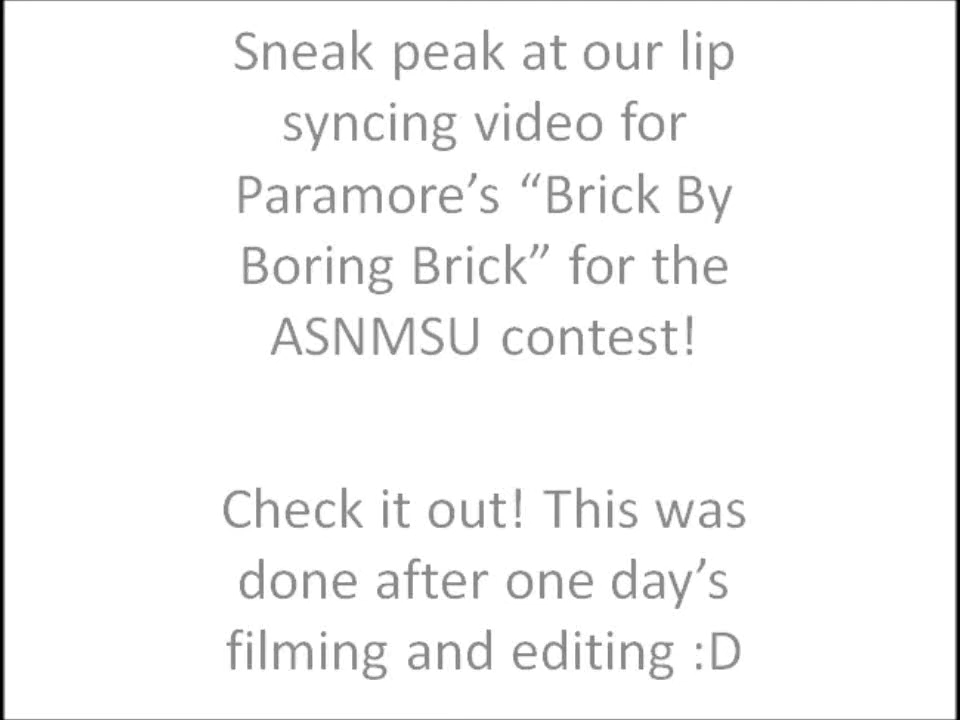 Sneak peak at our lip
syncing video for
Paramore’s “Brick By
Boring Brick” for the
ASNMSU contest!
Check it out! This was
done after one day’s
filming and editing :D